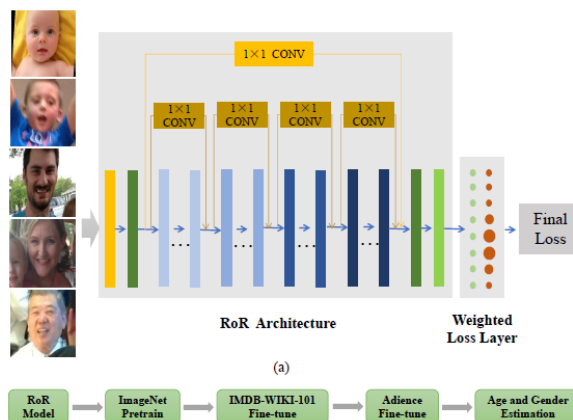 1×1 CONV
1×1
CONV
1×1
CONV
1×1
CONV
1×1
CONV
...
...
...
...
Final
Loss
RoR Architecture
Weighted
Loss Layer
(a)
RoR
Model
ImageNet
Pretrain
IMDB-WIKI-101
Fine-tune
Adience
Fine-tune
Age and Gender
Estimation